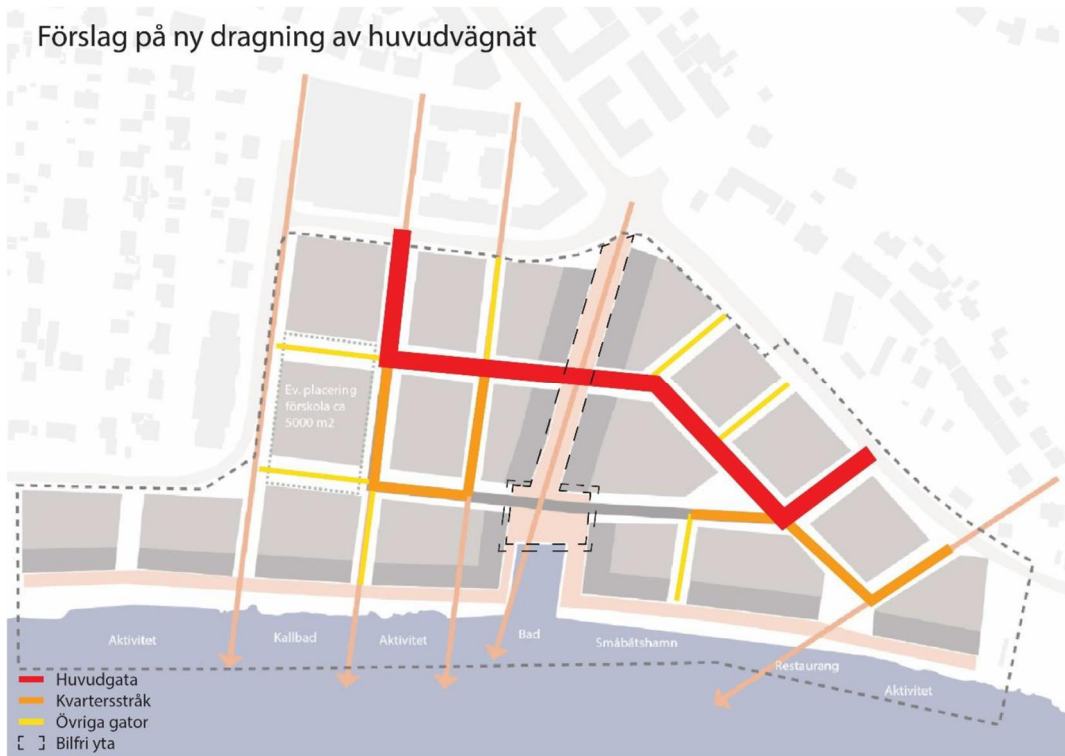 Förslag på ny dragning av huvudvägnät
Ev. placering
förskola ca
5000 m2
Aktivitet
Kallbad
Aktivitet
Bad
Småbåtshamn
Restaurang
Aktivitet
Huvudgata
Kvartersstråk
Övriga gator
Bilfri yta